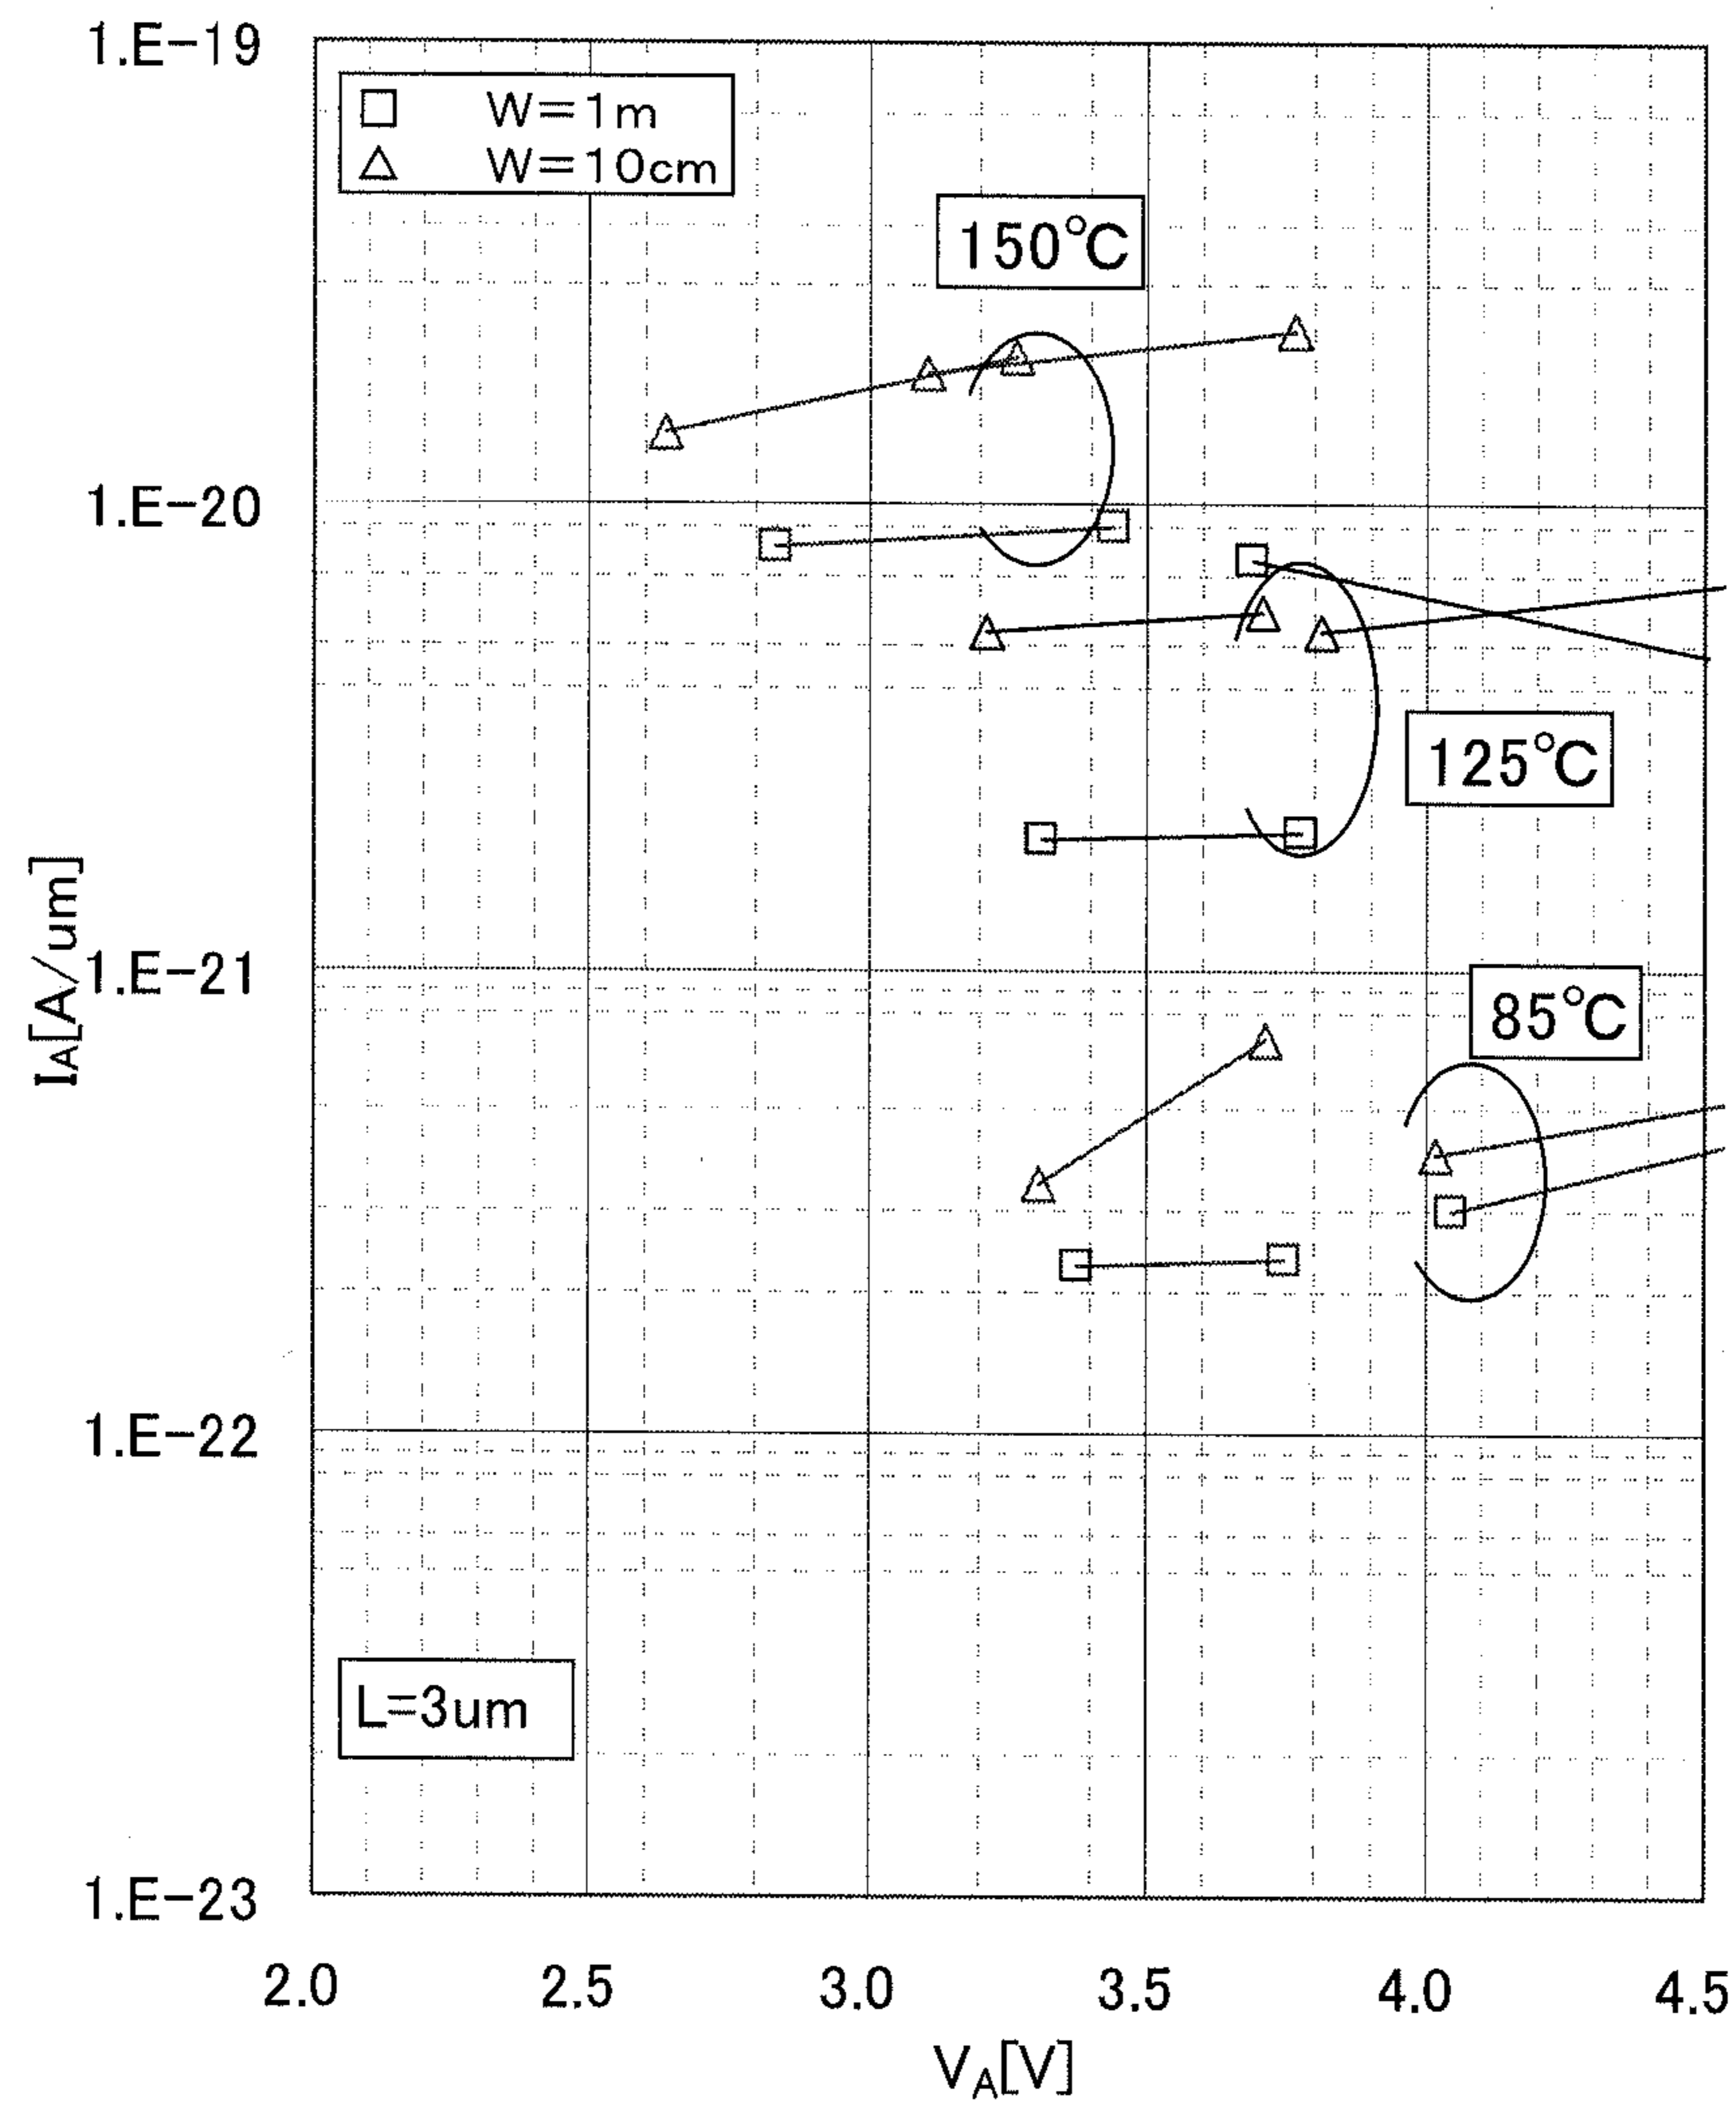 1.E-19
W=1m
W=10cm
150℃
1.E-20
125℃
IA[A/um]
1.E-21
85℃
1.E-22
L=3um
1.E-23
2.0 2.5 3.0 3.5 4.0 4.5
VA[V]